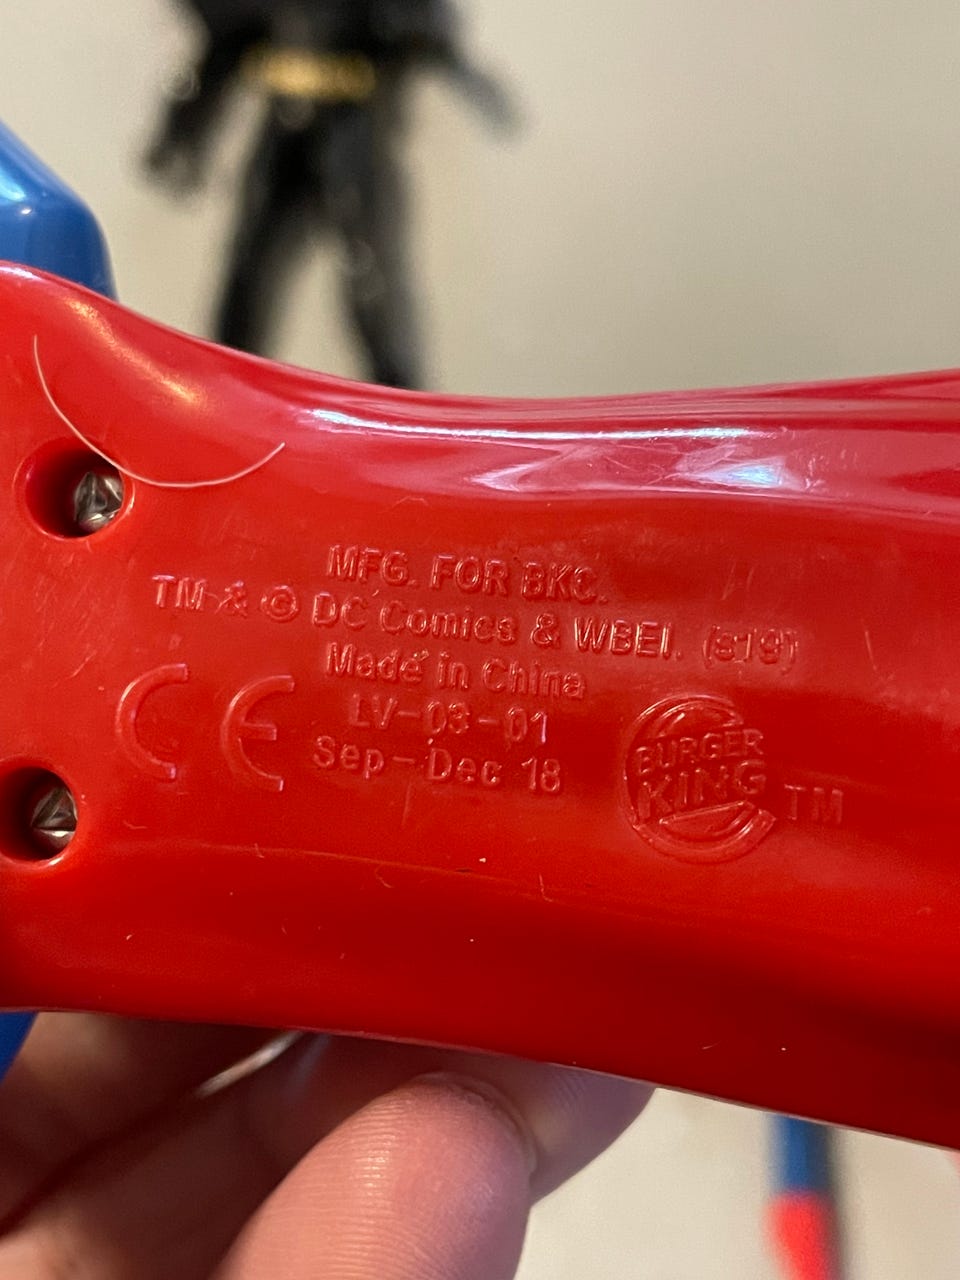 MFG. FOR BKC.
TM & © DC Comics & WBEI. (s19)
Made in China
CE
LV-03-01
Sep-Dec 18
BURGER
KING
TM